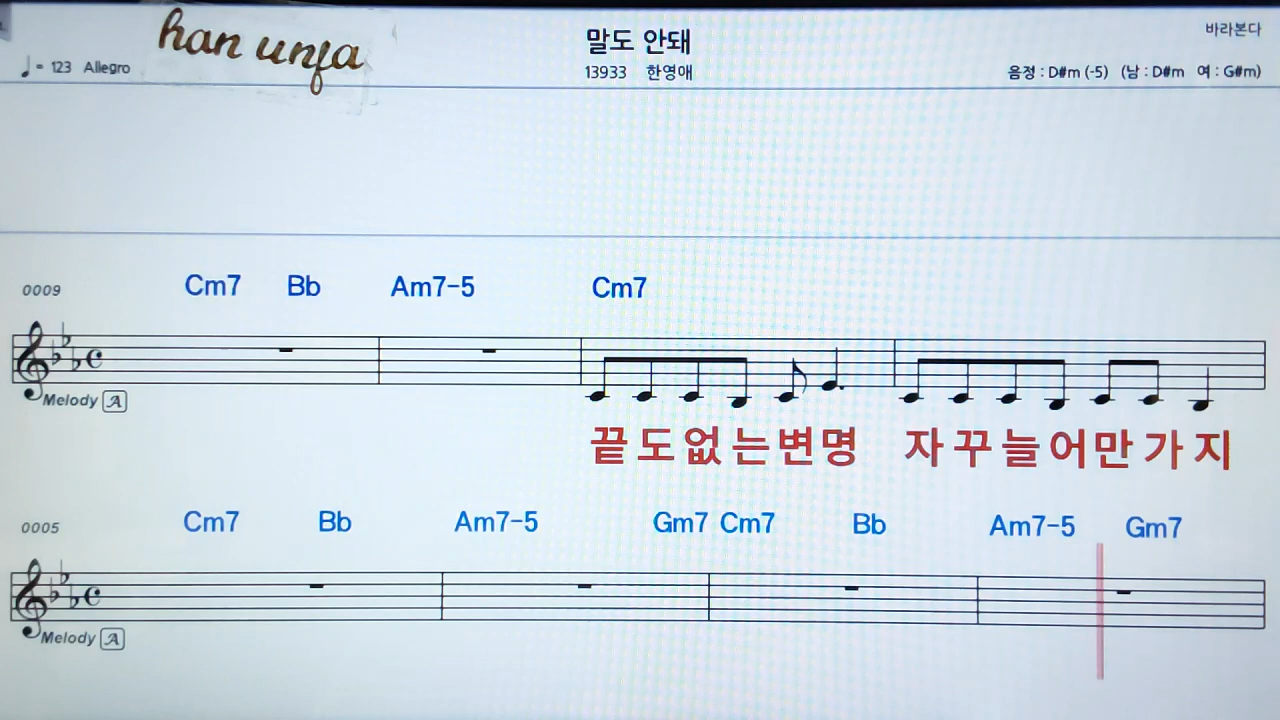 han unfa
말도 안돼
바라본다
♩= 123 Allegro
13933 한영애
음정 : D#m (-5) (남 : D#m 여 : G#m)
0009
Cm7 Bb Am7-5 Cm7
Melody A
끝도없는변명 자꾸늘어만가지
0005
Cm7 Bb Am7-5 Gm7 Cm7 Bb Am7-5 Gm7
Melody A